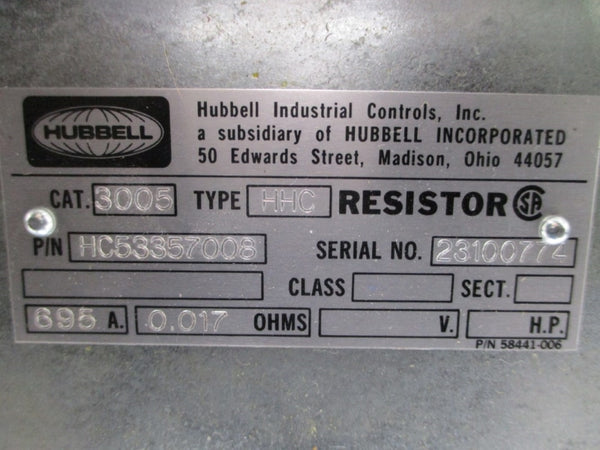 HUBBELL
Hubbell Industrial Controls, Inc.
a subsidiary of HUBBELL INCORPORATED
50 Edwards Street, Madison, Ohio 44057
CAT. 3005 TYPE HHC RESISTOR SA
P/N HC53357008 SERIAL NO. 23100774
CLASS SECT.
695 A. 0.017 OHMS V. H.P.
P/N 58441-006